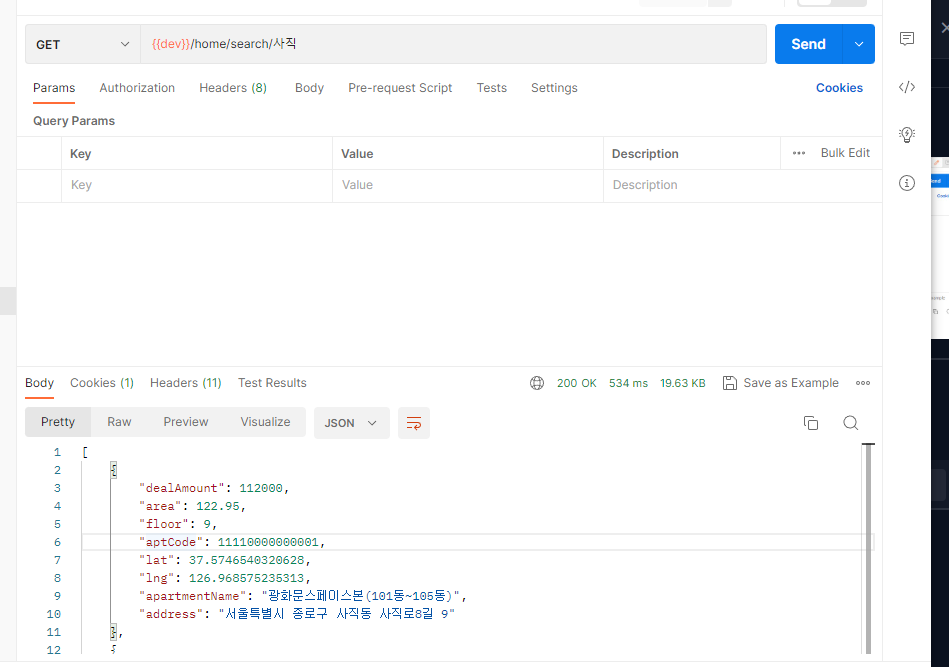 GET {{dev}}/home/search/사직 Send
Params Authorization Headers (8) Body Pre-request Script Tests Settings Cookies
Query Params
Key Value Description ••• Bulk Edit
Key Value Description
Body Cookies (1) Headers (11) Test Results 200 OK 534 ms 19.63 KB Save as Example
Pretty Raw Preview Visualize JSON
1 [
2 {
3 "dealAmount": 112000,
4 "area": 122.95,
5 "floor": 9,
6 "aptCode": 11110000000001,
7 "lat": 37.5746540320628,
8 "lng": 126.968575235313,
9 "apartmentName": "광화문스페이스본(101동~105동)",
10 "address": "서울특별시 종로구 사직동 사직로8길 9"
11 },
12 {